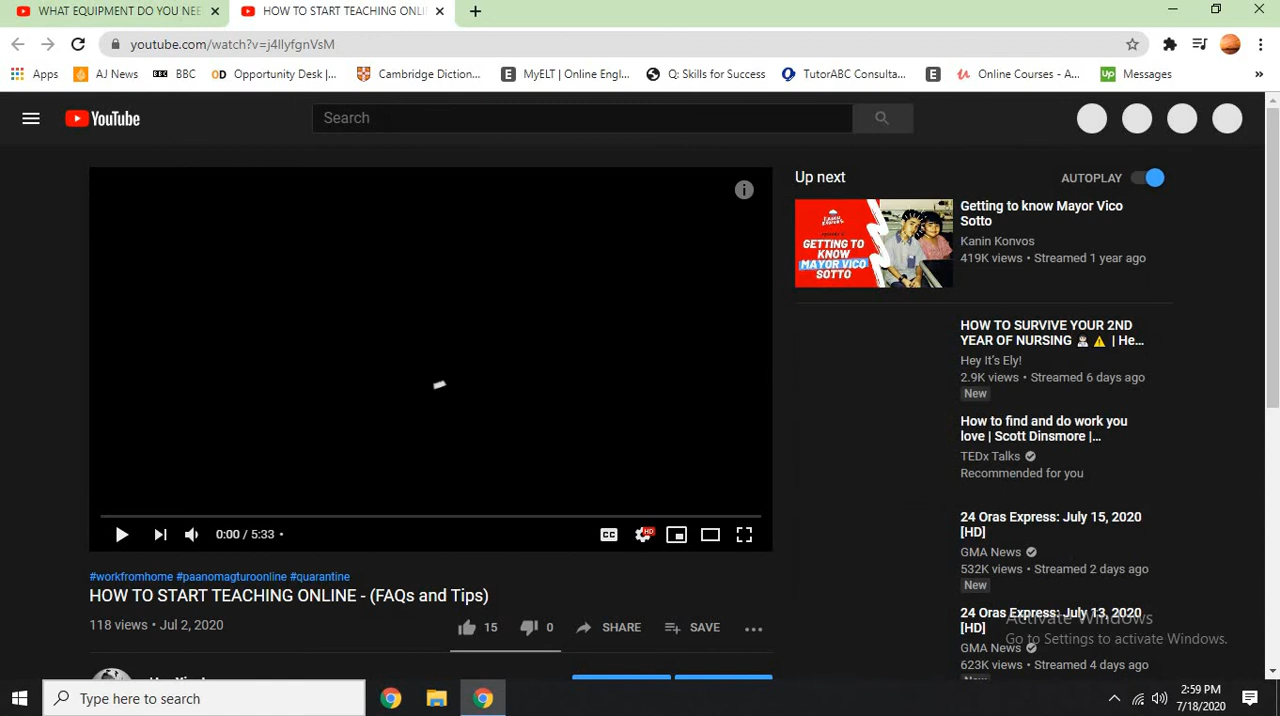 WHAT EQUIPMENT DO YOU NEE
HOW TO START TEACHING ONLI
youtube.com/watch?v=j4IlyfgnVsM
Apps
AJ News
BBC
Opportunity Desk |...
Cambridge Diction...
MyELT | Online Engl...
Q: Skills for Success
TutorABC Consulta...
Online Courses - A...
Up
Messages
»
YouTube
Search
Up next
AUTOPLAY
GETTING TO
KNOW
MAYOR VICO
SOTTO
Getting to know Mayor Vico
Sotto
Kanin Konvos
419K views • Streamed 1 year ago
HOW TO SURVIVE YOUR 2ND
YEAR OF NURSING 👩‍⚕️ ⚠️ | He...
Hey It's Ely!
2.9K views • Streamed 6 days ago
New
How to find and do work you
love | Scott Dinsmore |...
TEDx Talks
Recommended for you
24 Oras Express: July 15, 2020
[HD]
GMA News
532K views • Streamed 2 days ago
New
24 Oras Express: July 13, 2020
[HD]
GMA News
623K views • Streamed 4 days ago
0:00 / 5:33 •
CC
HD
#workfromhome #paanomagturoonline #quarantine
HOW TO START TEACHING ONLINE - (FAQs and Tips)
118 views • Jul 2, 2020
15
0
SHARE
SAVE
Activate Windows
Go to Settings to activate Windows.
Type here to search
2:59 PM
7/18/2020